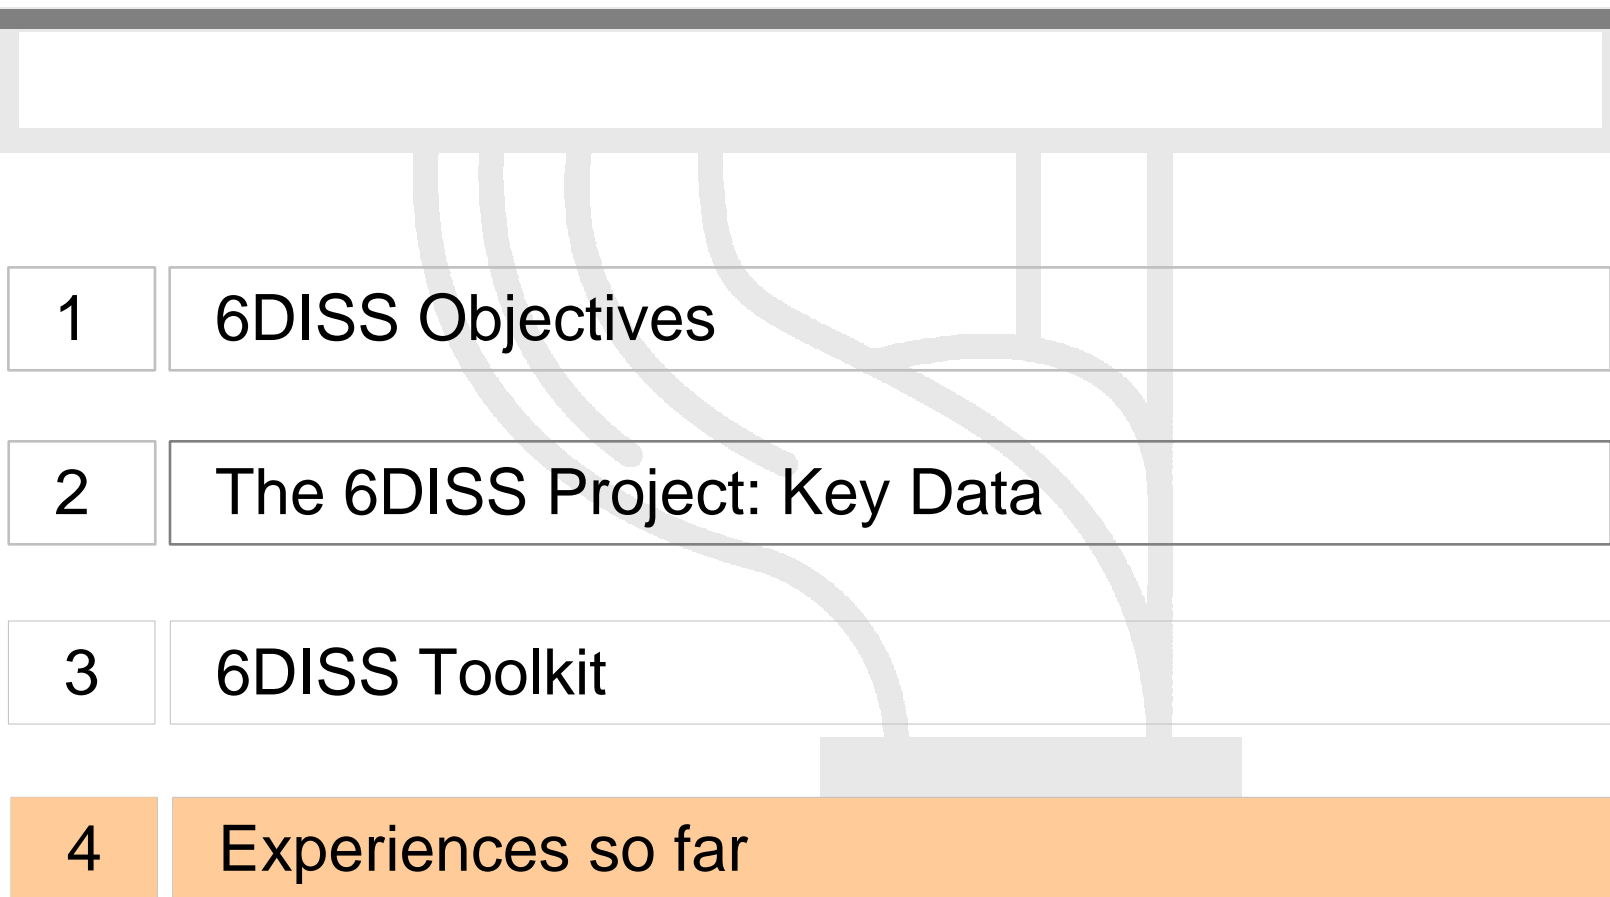 1 6DISS Objectives
2 The 6DISS Project: Key Data
3 6DISS Toolkit
4 Experiences so far